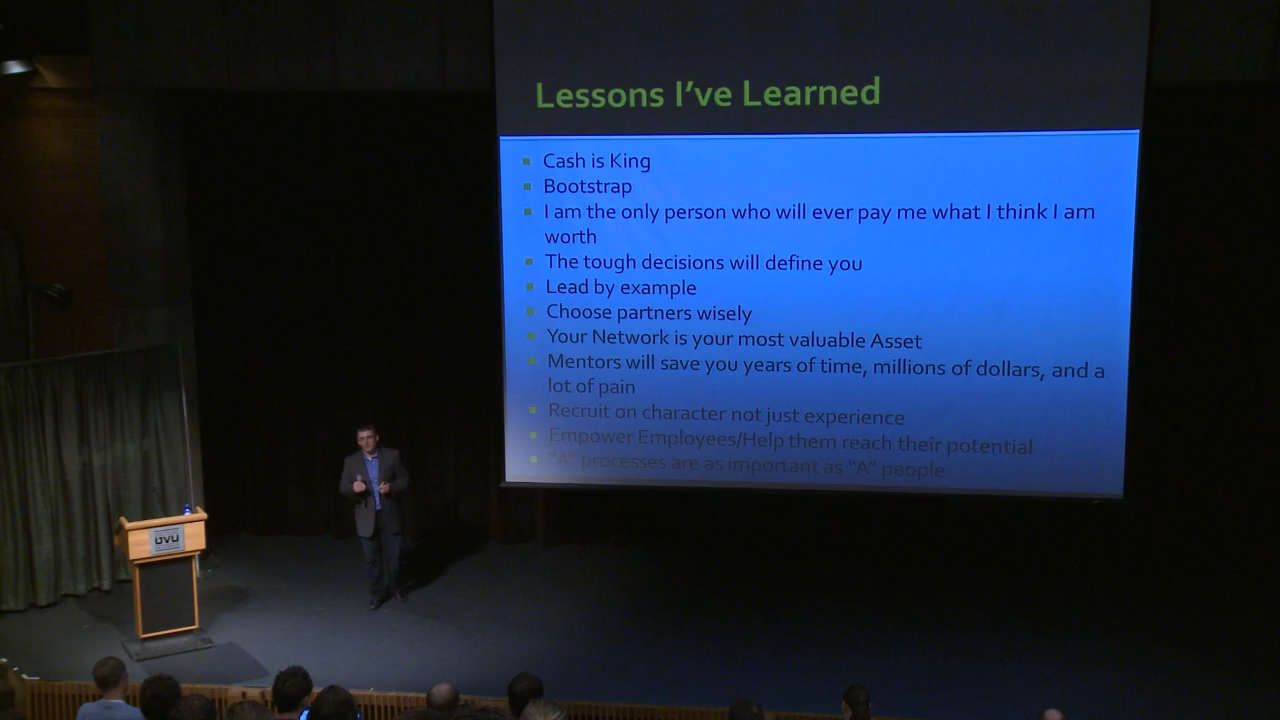 Lessons I've Learned
Cash is King
Bootstrap
I am the only person who will ever pay me what I think I am
worth
The tough decisions will define you
Lead by example
Choose partners wisely
Your Network is your most valuable Asset
Mentors will save you years of time, millions of dollars, and a
lot of pain
Recruit on character not just experience
Empower Employees/Help them reach their potential
"A" processes are as important as "A" people
UVU